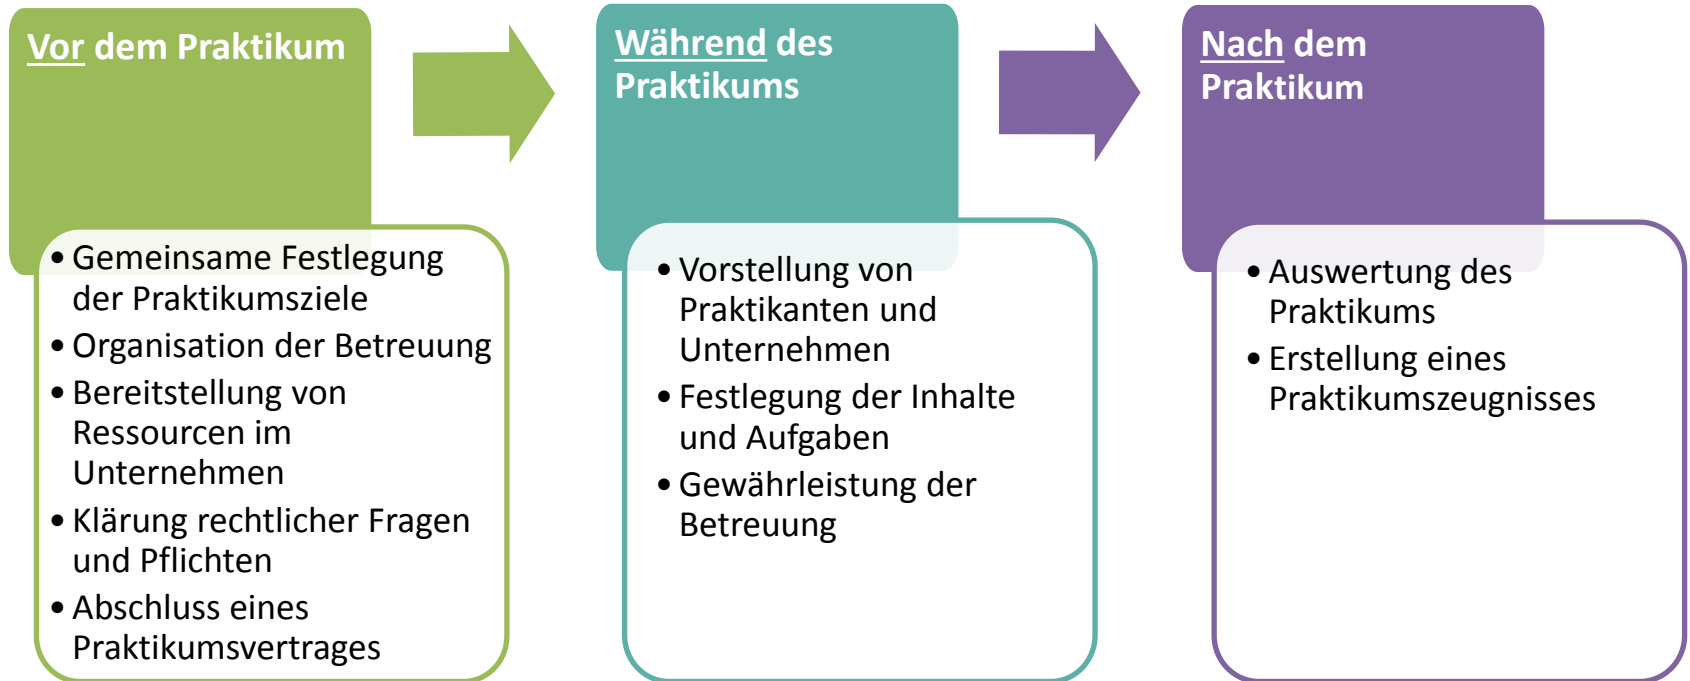 Vor dem Praktikum
• Gemeinsame Festlegung
der Praktikumsziele
• Organisation der Betreuung
• Bereitstellung von
Ressourcen im
Unternehmen
• Klärung rechtlicher Fragen
und Pflichten
• Abschluss eines
Praktikumsvertrages
Während des
Praktikums
• Vorstellung von
Praktikanten und
Unternehmen
• Festlegung der Inhalte
und Aufgaben
• Gewährleistung der
Betreuung
Nach dem
Praktikum
• Auswertung des
Praktikums
• Erstellung eines
Praktikumszeugnisses